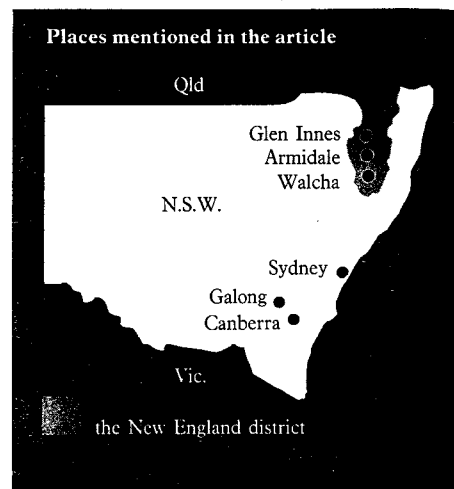 Places mentioned in the article
Qld
Glen Innes
Armidale
Walcha
N.S.W.
Sydney
Galong
Canberra
Vic.
the New England district